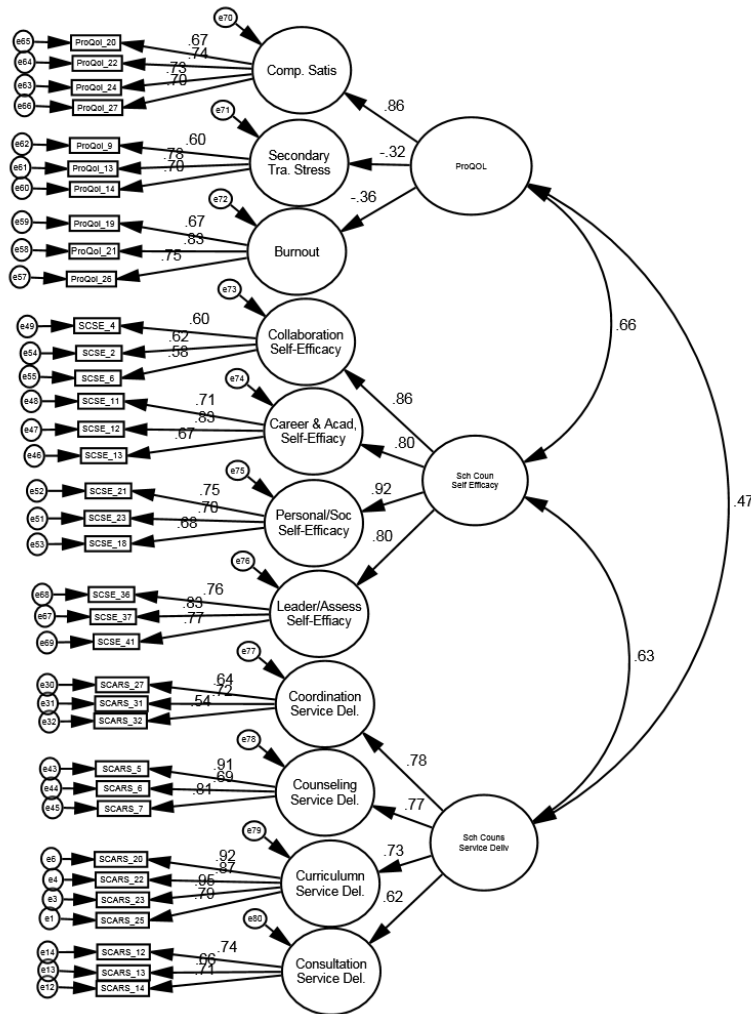 e70
e65 ProQol_20 .67
e64 ProQol_22 .74
e63 ProQol_24 .73
e66 ProQol_27 .70
Comp. Satis
.86
e71
e62 ProQol_9 .60
e61 ProQol_13 .78
e60 ProQol_14 .70
Secondary
Tra. Stress
-.32
ProQOL
e72
e59 ProQol_19 .67
e58 ProQol_21 .83
e57 ProQol_26 .75
Burnout
-.36
e73
e49 SCSE_4 .60
e54 SCSE_2 .62
e55 SCSE_6 .58
Collaboration
Self-Efficacy
.66
.86
e74
e48 SCSE_11 .71
e47 SCSE_12 .83
e46 SCSE_13 .67
Career & Acad,
Self-Effiacy
.80
Sch Coun
Self Efficacy
e75
e52 SCSE_21 .75
e51 SCSE_23 .70
e53 SCSE_18 .68
Personal/Soc
Self-Efficacy
.92
.47
.80
e76
e68 SCSE_36 .76
e67 SCSE_37 .83
e69 SCSE_41 .77
Leader/Assess
Self-Effiacy
.63
e77
e30 SCARS_27 .64
e31 SCARS_31 .72
e32 SCARS_32 .54
Coordination
Service Del.
.78
e78
e43 SCARS_5 .91
e44 SCARS_6 .69
e45 SCARS_7 .81
Counseling
Service Del.
.77
Sch Couns
Service Deliv
e79
e6 SCARS_20 .92
e4 SCARS_22 .87
e3 SCARS_23 .95
e1 SCARS_25 .79
Curriculumn
Service Del.
.73
.62
e80
e14 SCARS_12 .74
e13 SCARS_13 .66
e12 SCARS_14 .71
Consultation
Service Del.